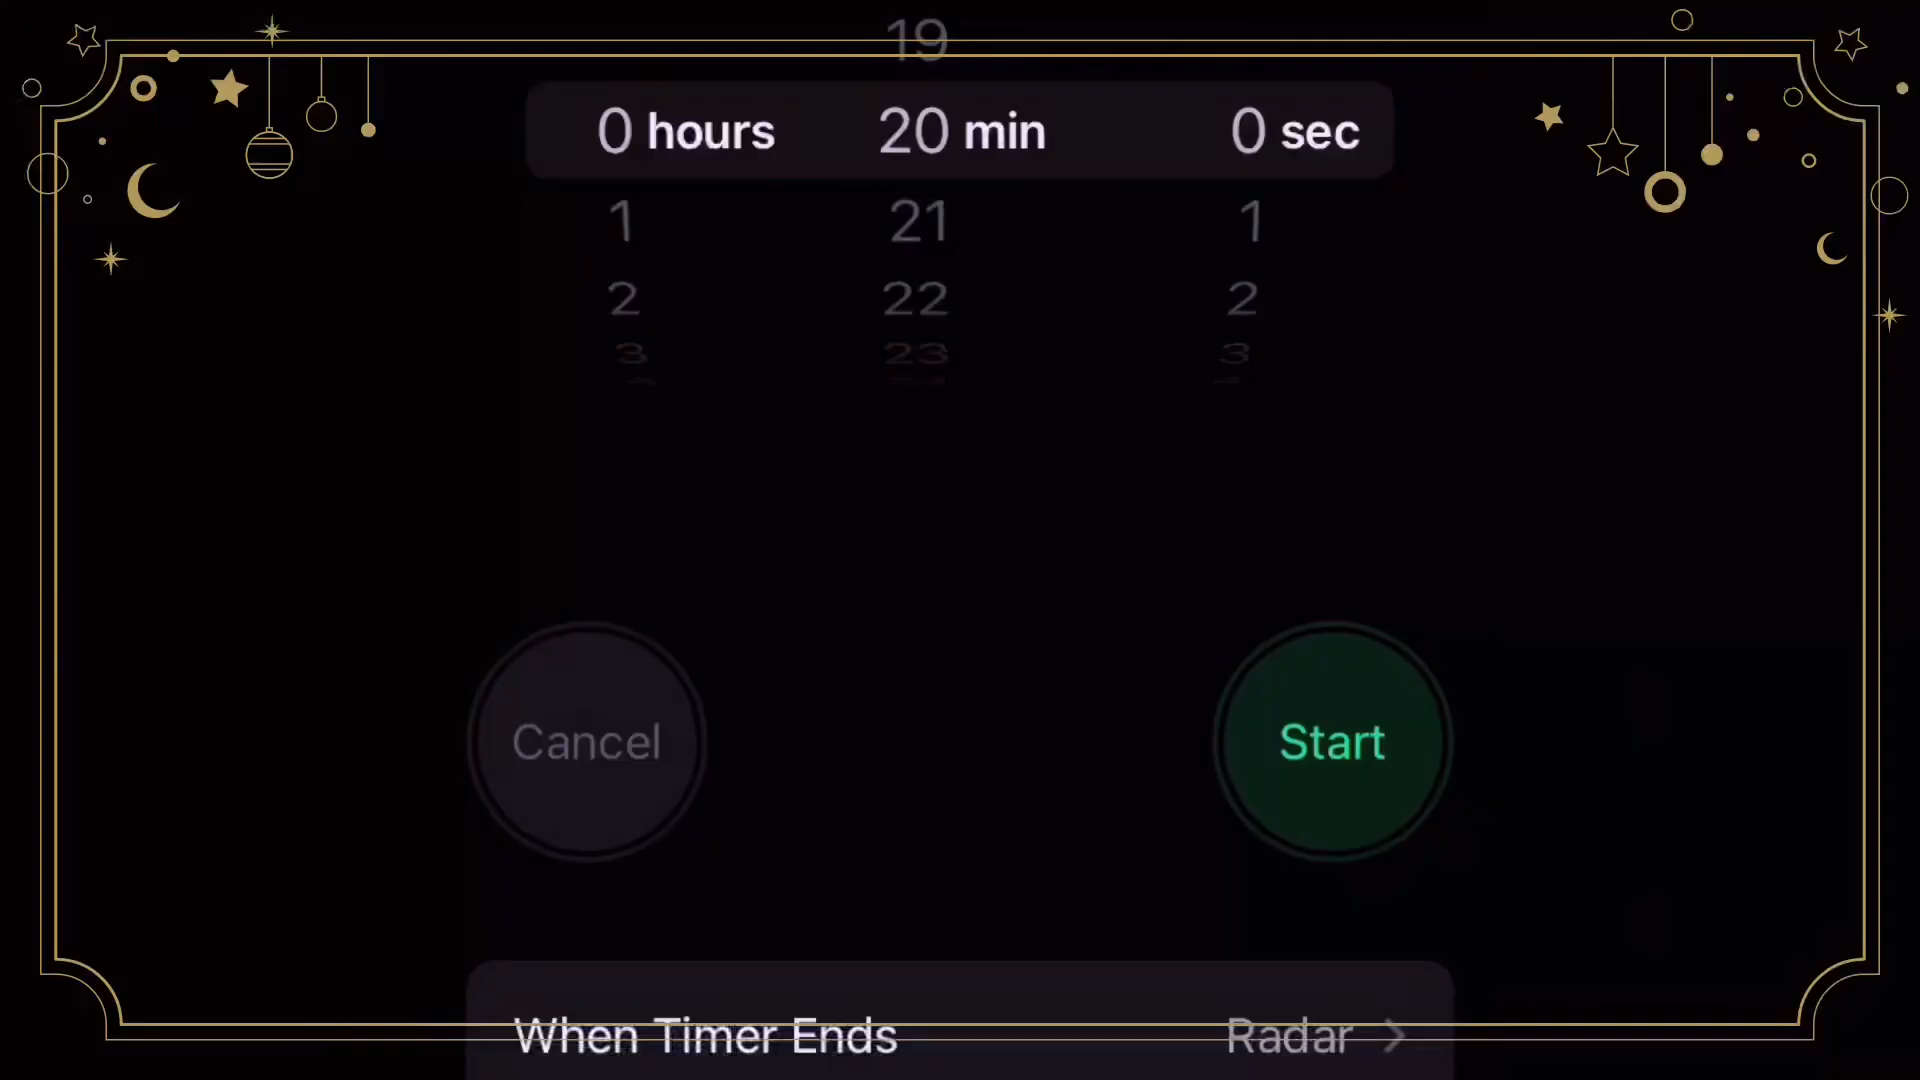 19
0 hours 20 min 0 sec
1 21 1
2 22 2
3 23 3
Cancel Start
When Timer Ends Radar >